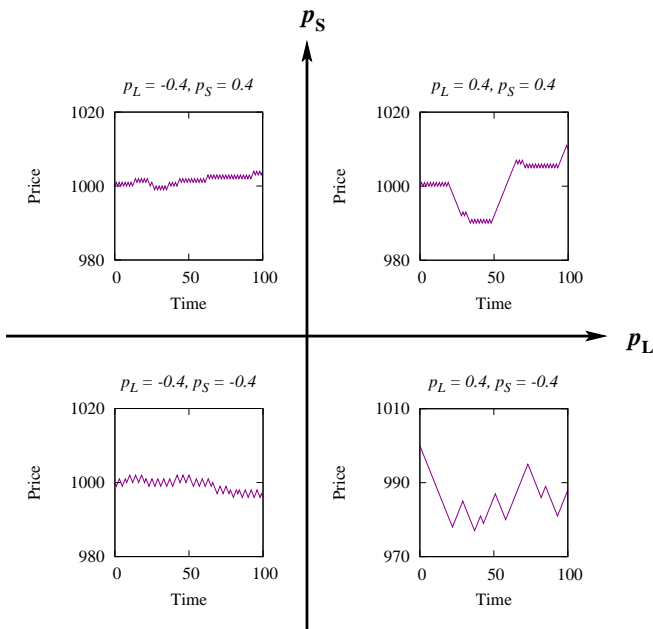 p_S
p_L = -0.4, p_S = 0.4
1020
1000
980
Price
0 50 100
Time
p_L = 0.4, p_S = 0.4
1020
1000
980
Price
0 50 100
Time
p_L
p_L = -0.4, p_S = -0.4
1020
1000
980
Price
0 50 100
Time
p_L = 0.4, p_S = -0.4
1010
990
970
Price
0 50 100
Time